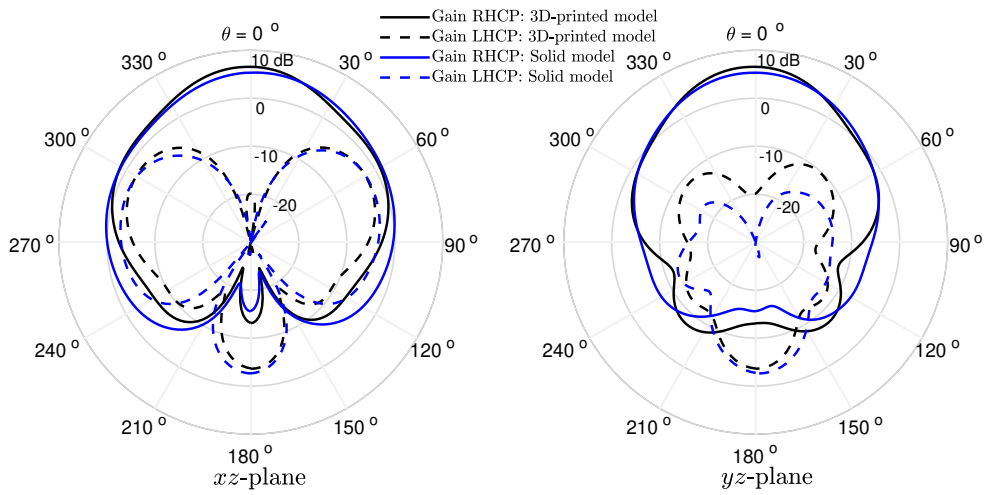 Gain RHCP: 3D-printed model
Gain LHCP: 3D-printed model
Gain RHCP: Solid model
Gain LHCP: Solid model
θ = 0 °
330 °
10 dB
30 °
300 °
0
60 °
-10
-20
270 °
90 °
240 °
120 °
210 °
150 °
180 °
xz-plane
θ = 0 °
330 °
10 dB
30 °
300 °
0
60 °
-10
-20
270 °
90 °
240 °
120 °
210 °
150 °
180 °
yz-plane